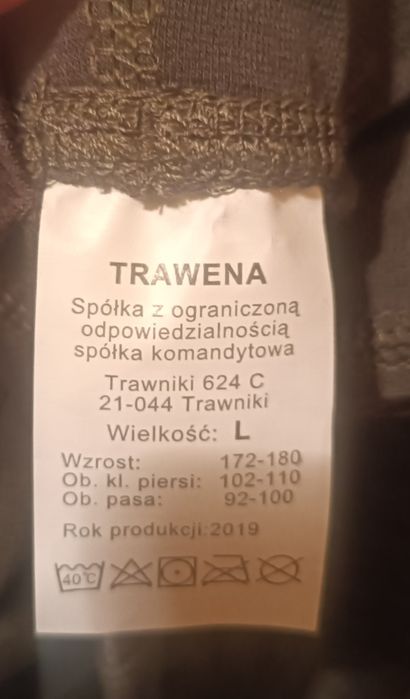 TRAWENA
Spółka z ograniczoną
odpowiedzialnością
spółka komandytowa
Trawniki 624 C
21-044 Trawniki
Wielkość: L
Wzrost: 172-180
Ob. kl. piersi: 102-110
Ob. pasa: 92-100
Rok produkcji:2019
40°C